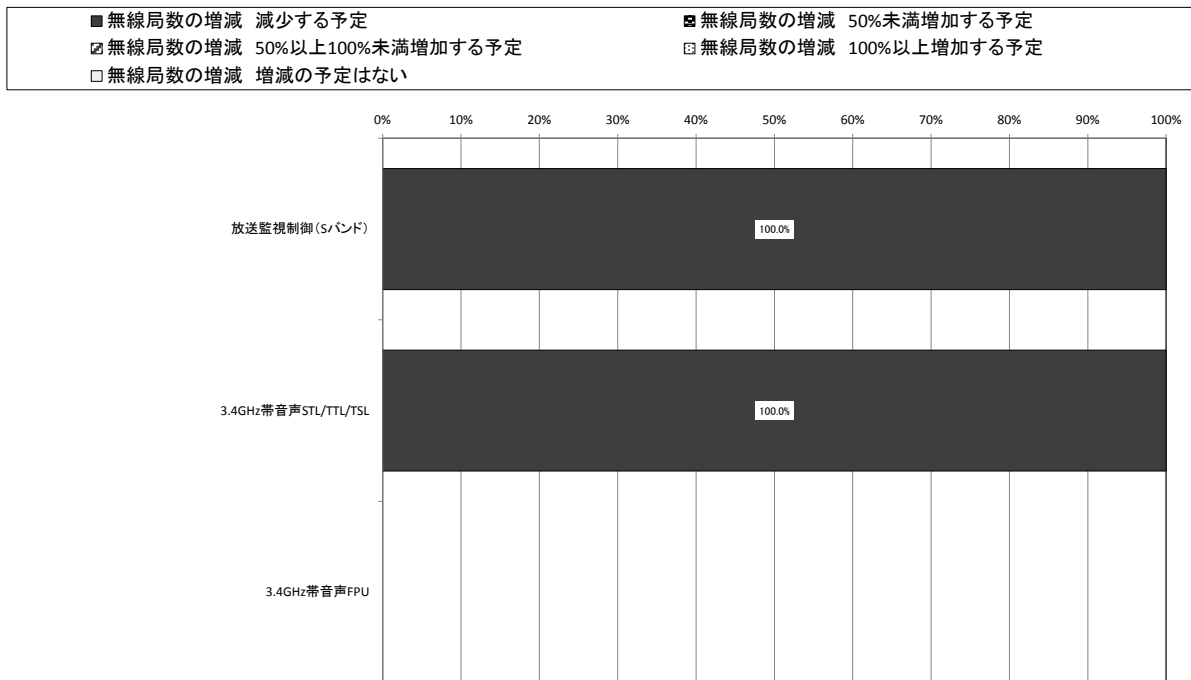 無線局数の増減 減少する予定
無線局数の増減 50%未満増加する予定
無線局数の増減 50%以上100%未満増加する予定
無線局数の増減 100%以上増加する予定
無線局数の増減 増減の予定はない
0% 10% 20% 30% 40% 50% 60% 70% 80% 90% 100%
放送監視制御(Sバンド)
100.0%
3.4GHz帯音声STL/TTL/TSL
100.0%
3.4GHz帯音声FPU